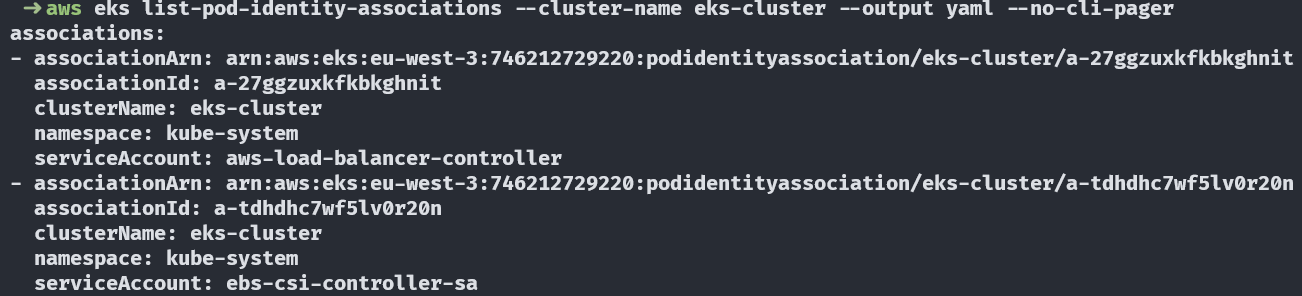 ➜aws eks list-pod-identity-associations --cluster-name eks-cluster --output yaml --no-cli-pager
associations:
- associationArn: arn:aws:eks:eu-west-3:746212729220:podidentityassociation/eks-cluster/a-27ggzuxkfkbkghnit
  associationId: a-27ggzuxkfkbkghnit
  clusterName: eks-cluster
  namespace: kube-system
  serviceAccount: aws-load-balancer-controller
- associationArn: arn:aws:eks:eu-west-3:746212729220:podidentityassociation/eks-cluster/a-tdhdhc7wf5lv0r20n
  associationId: a-tdhdhc7wf5lv0r20n
  clusterName: eks-cluster
  namespace: kube-system
  serviceAccount: ebs-csi-controller-sa